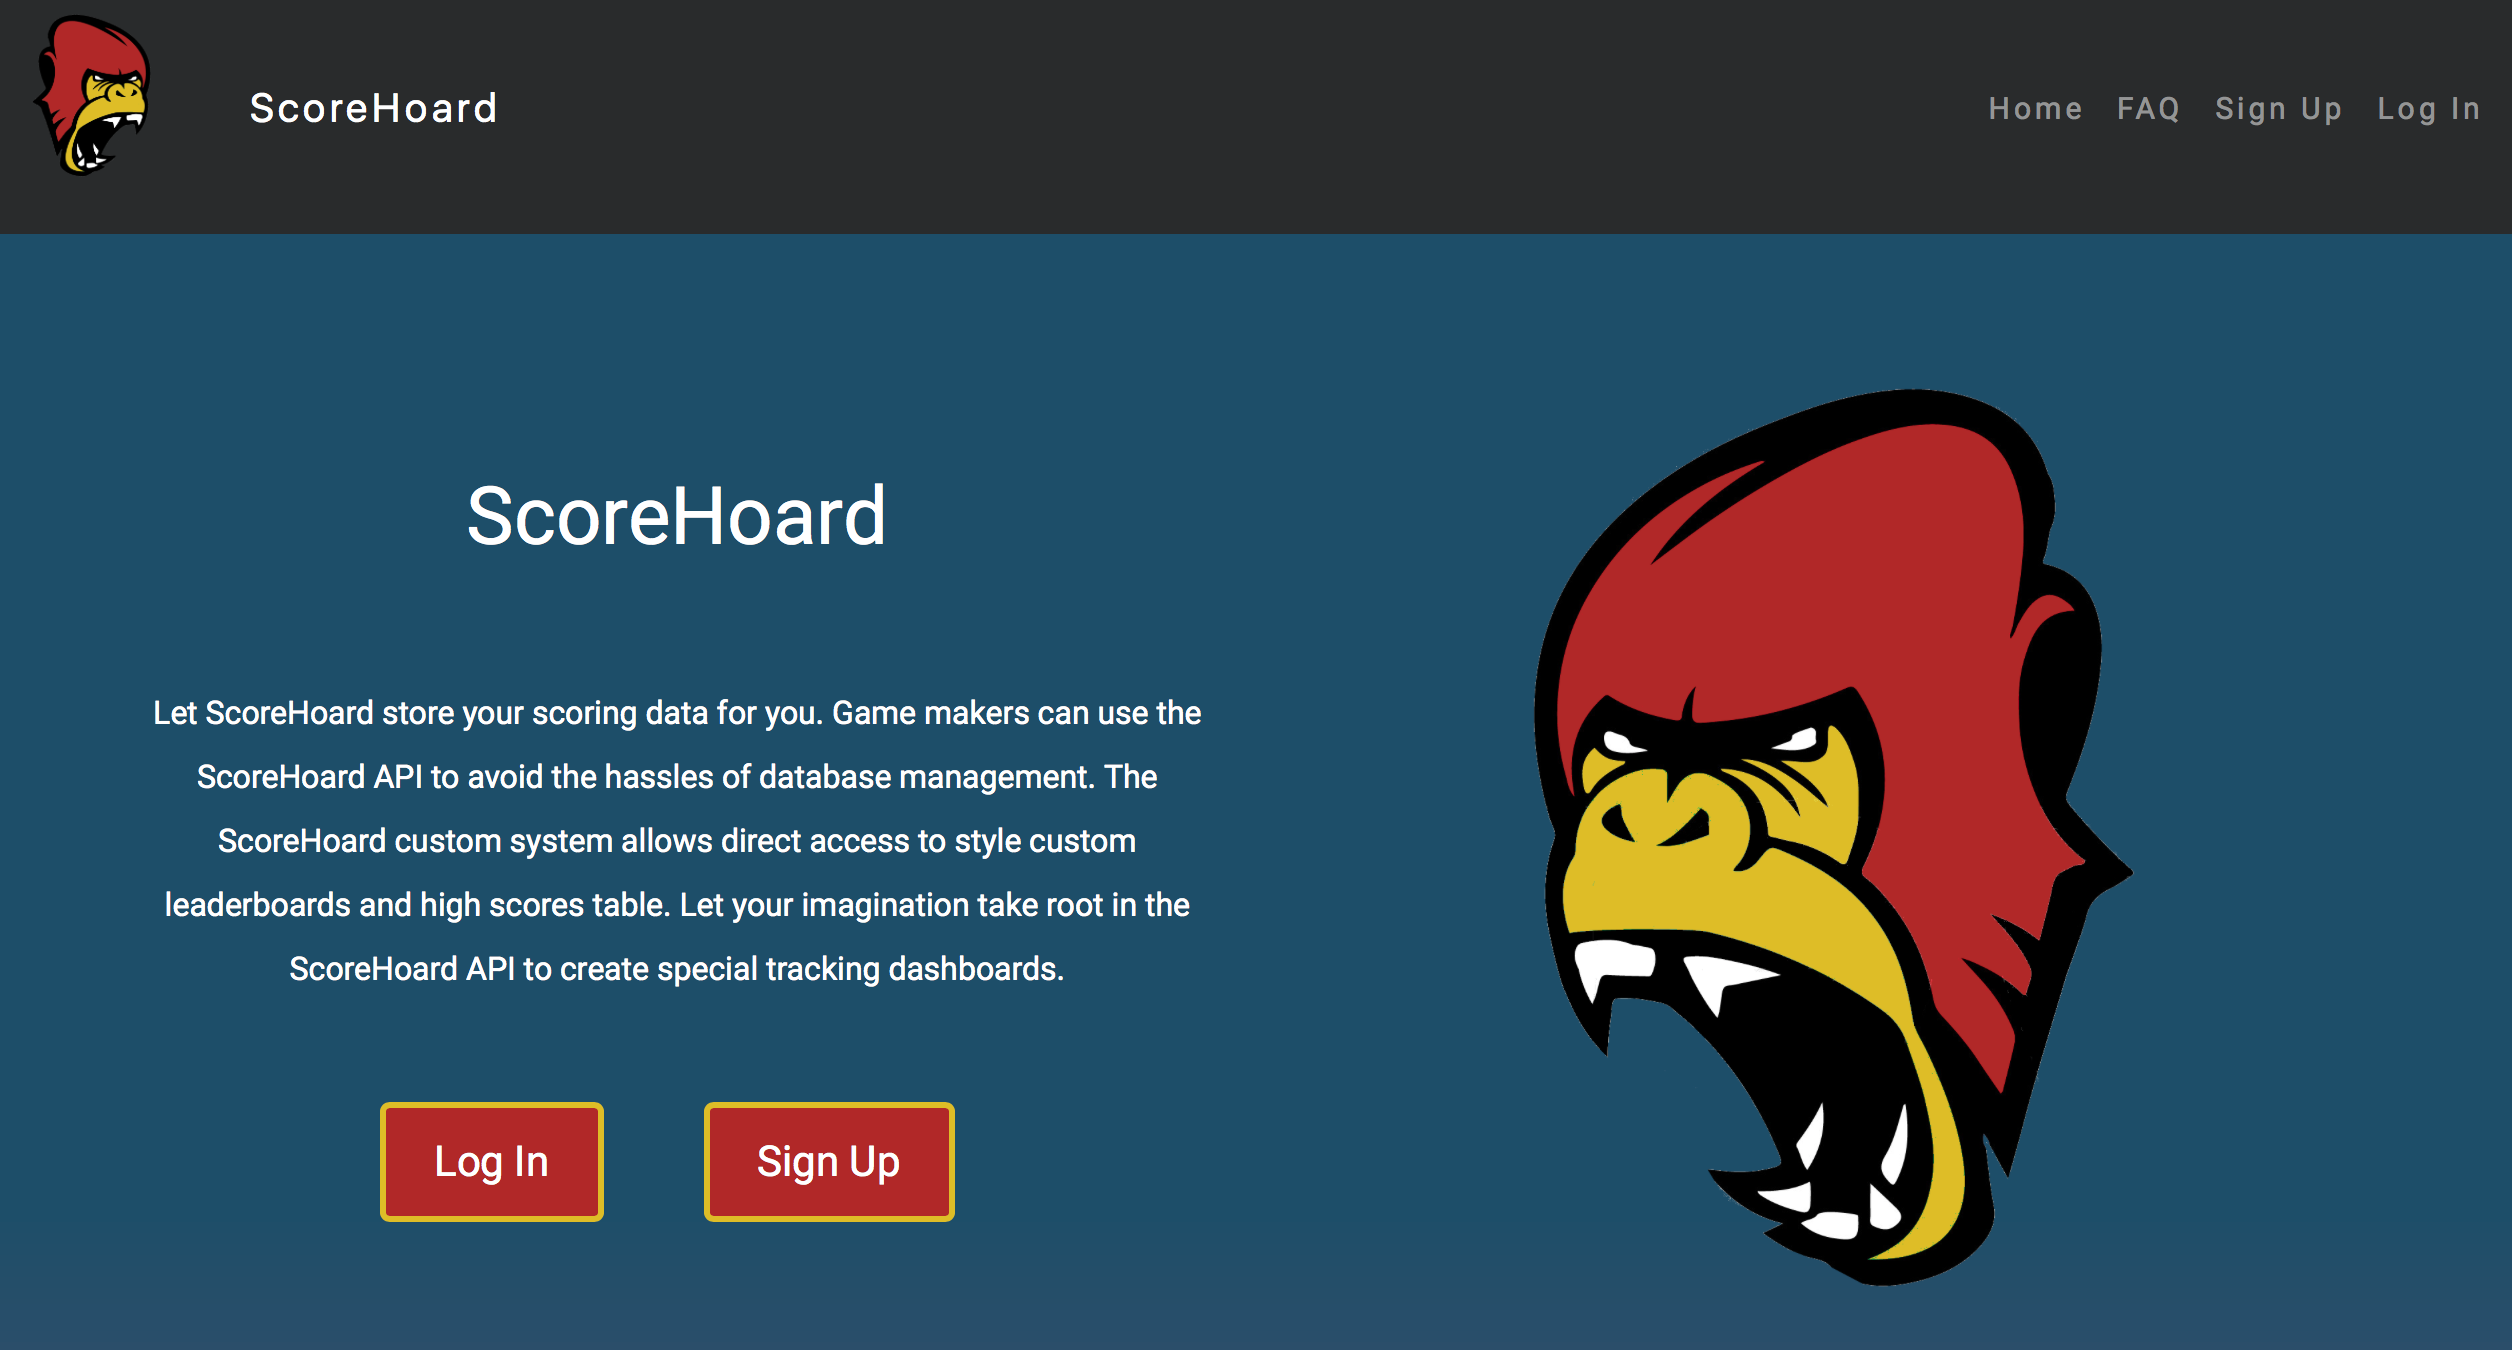 ScoreHoard
Home FAQ Sign Up Log In
ScoreHoard
Let ScoreHoard store your scoring data for you. Game makers can use the
ScoreHoard API to avoid the hassles of database management. The
ScoreHoard custom system allows direct access to style custom
leaderboards and high scores table. Let your imagination take root in the
ScoreHoard API to create special tracking dashboards.
Log In Sign Up